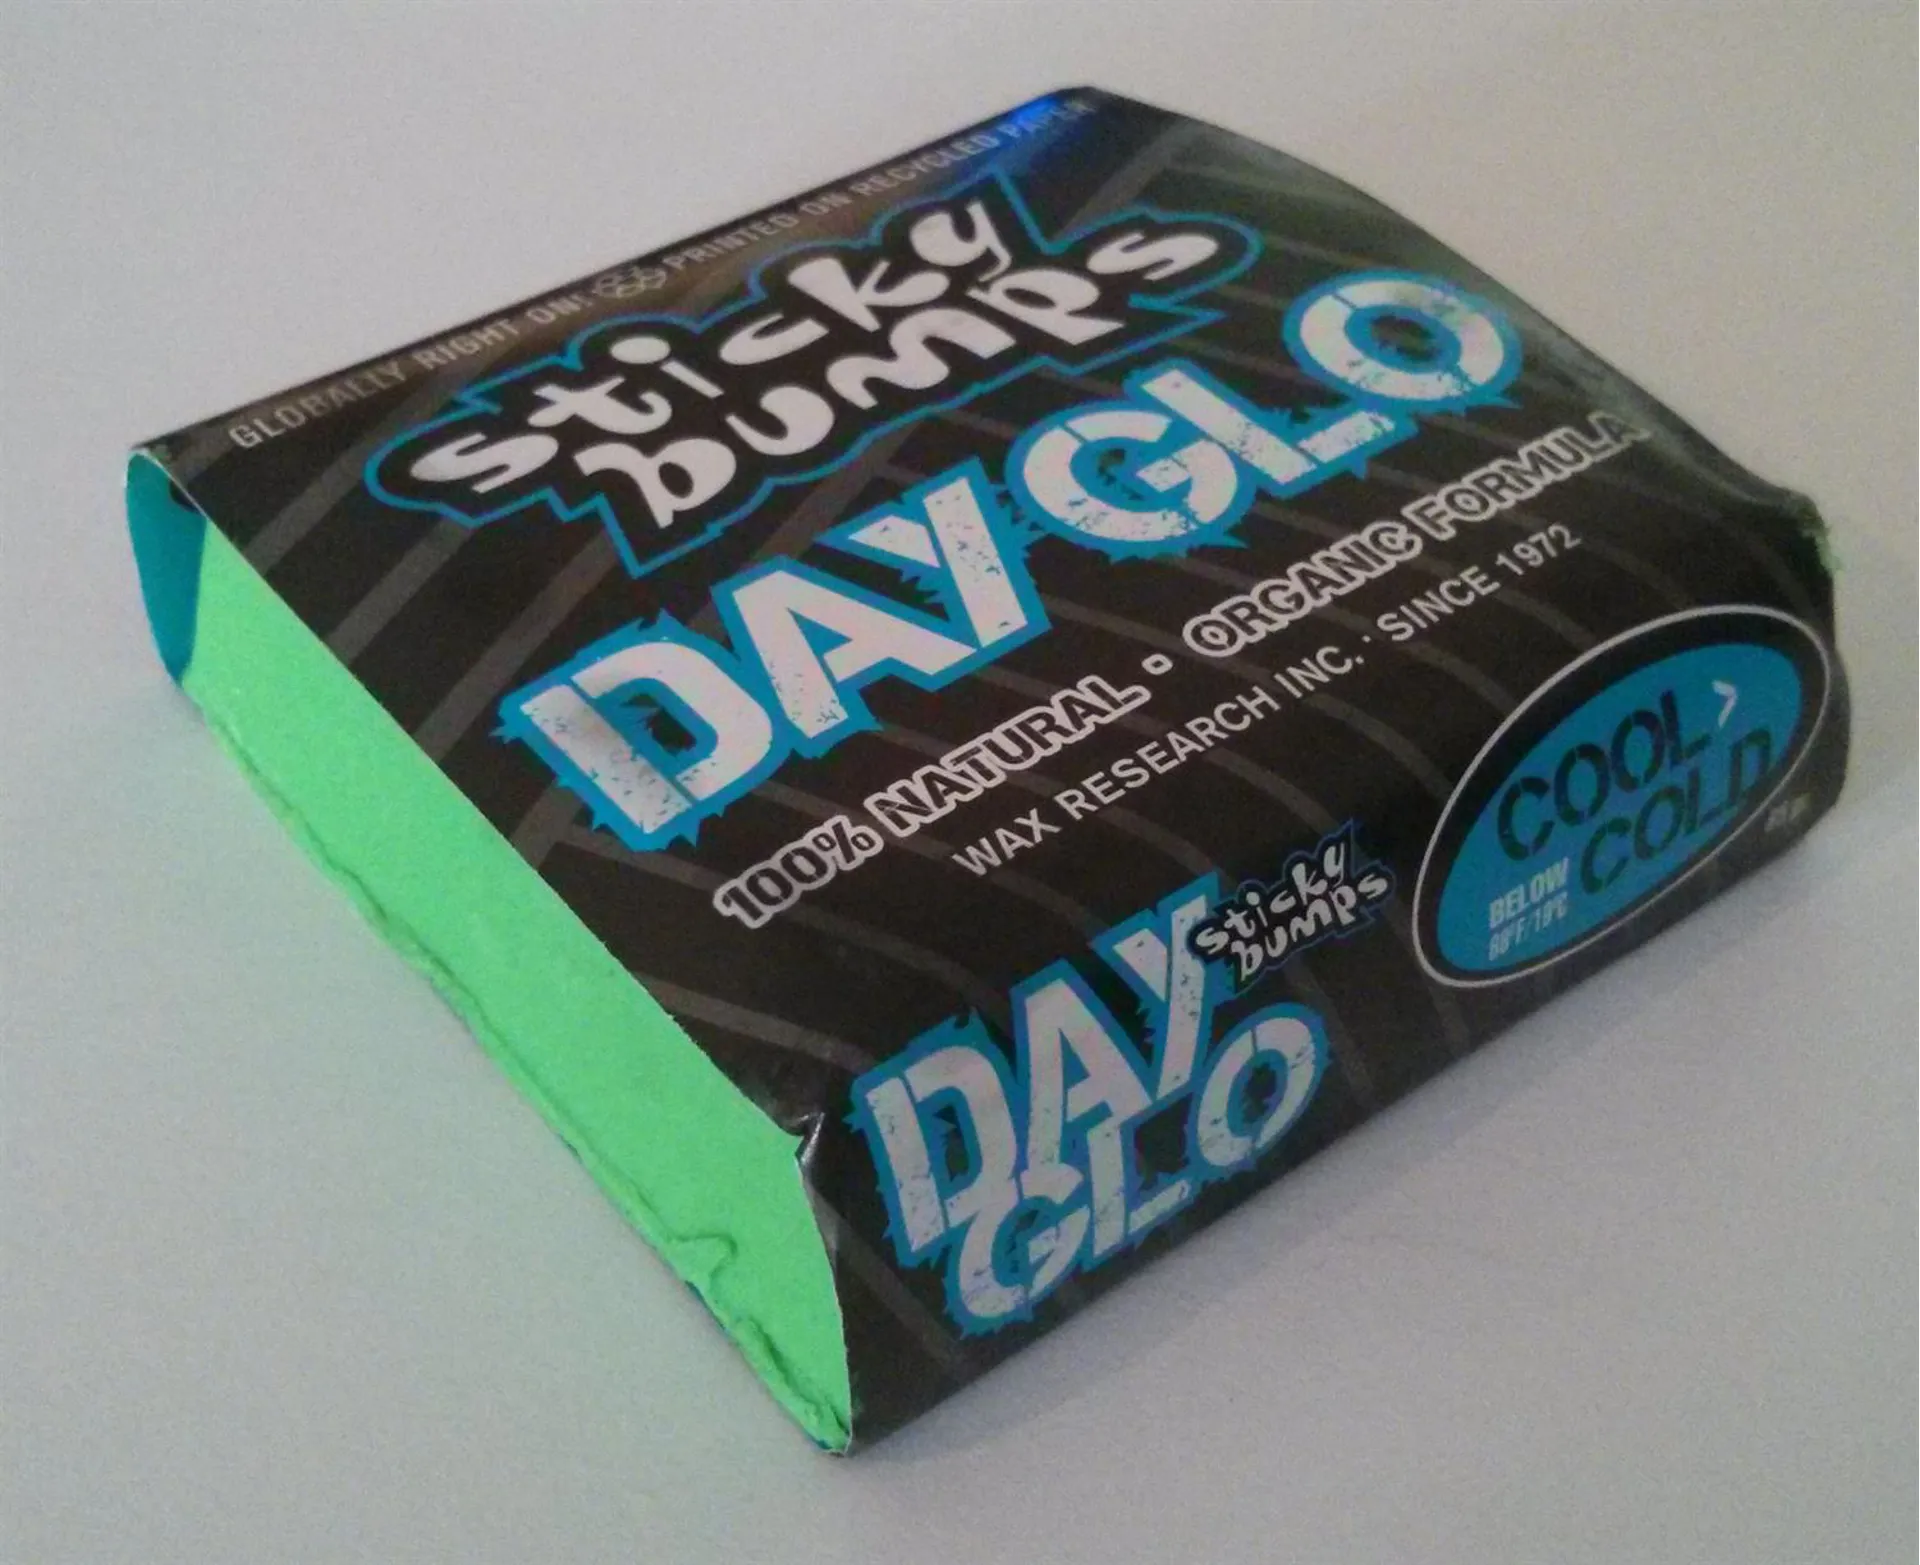 GLOBALLY RIGHT ON! PRINTED ON RECYCLED PAPER
sticky
bumps
DAY GLO
100% NATURAL ▫ ORGANIC FORMULA
WAX RESEARCH INC. · SINCE 1972
sticky
bumps
DAY
GLO
COOL >
COLD
BELOW